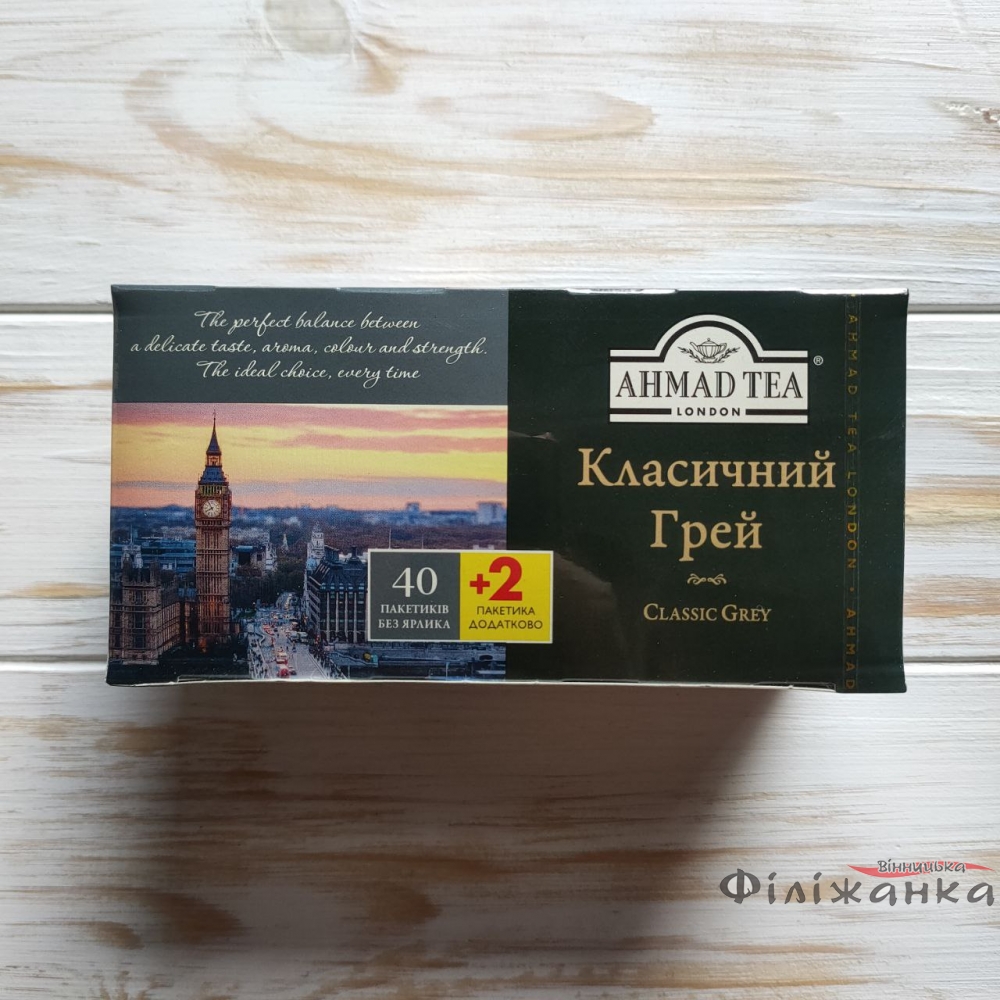 The perfect balance between
a delicate taste, aroma, colour and strength.
The ideal choice, every time
AHMAD TEA ®
LONDON
Класичний
Грей
CLASSIC GREY
40
ПАКЕТИКІВ
БЕЗ ЯРЛИКА
+2
ПАКЕТИКА
ДОДАТКОВО
AHMAD TEA LONDON - AHMAD
Вінницька
Філіжанка